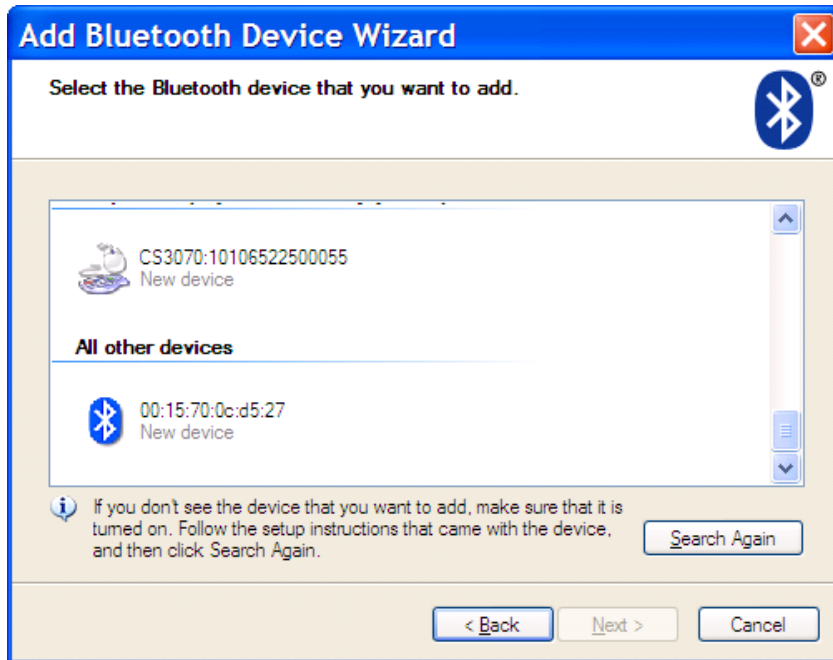 Add Bluetooth Device Wizard
Select the Bluetooth device that you want to add.
®
CS3070:10106522500055
New device
All other devices
00:15:70:0c:d5:27
New device
If you don't see the device that you want to add, make sure that it is
turned on. Follow the setup instructions that came with the device,
and then click Search Again.
Search Again
< Back
Next >
Cancel